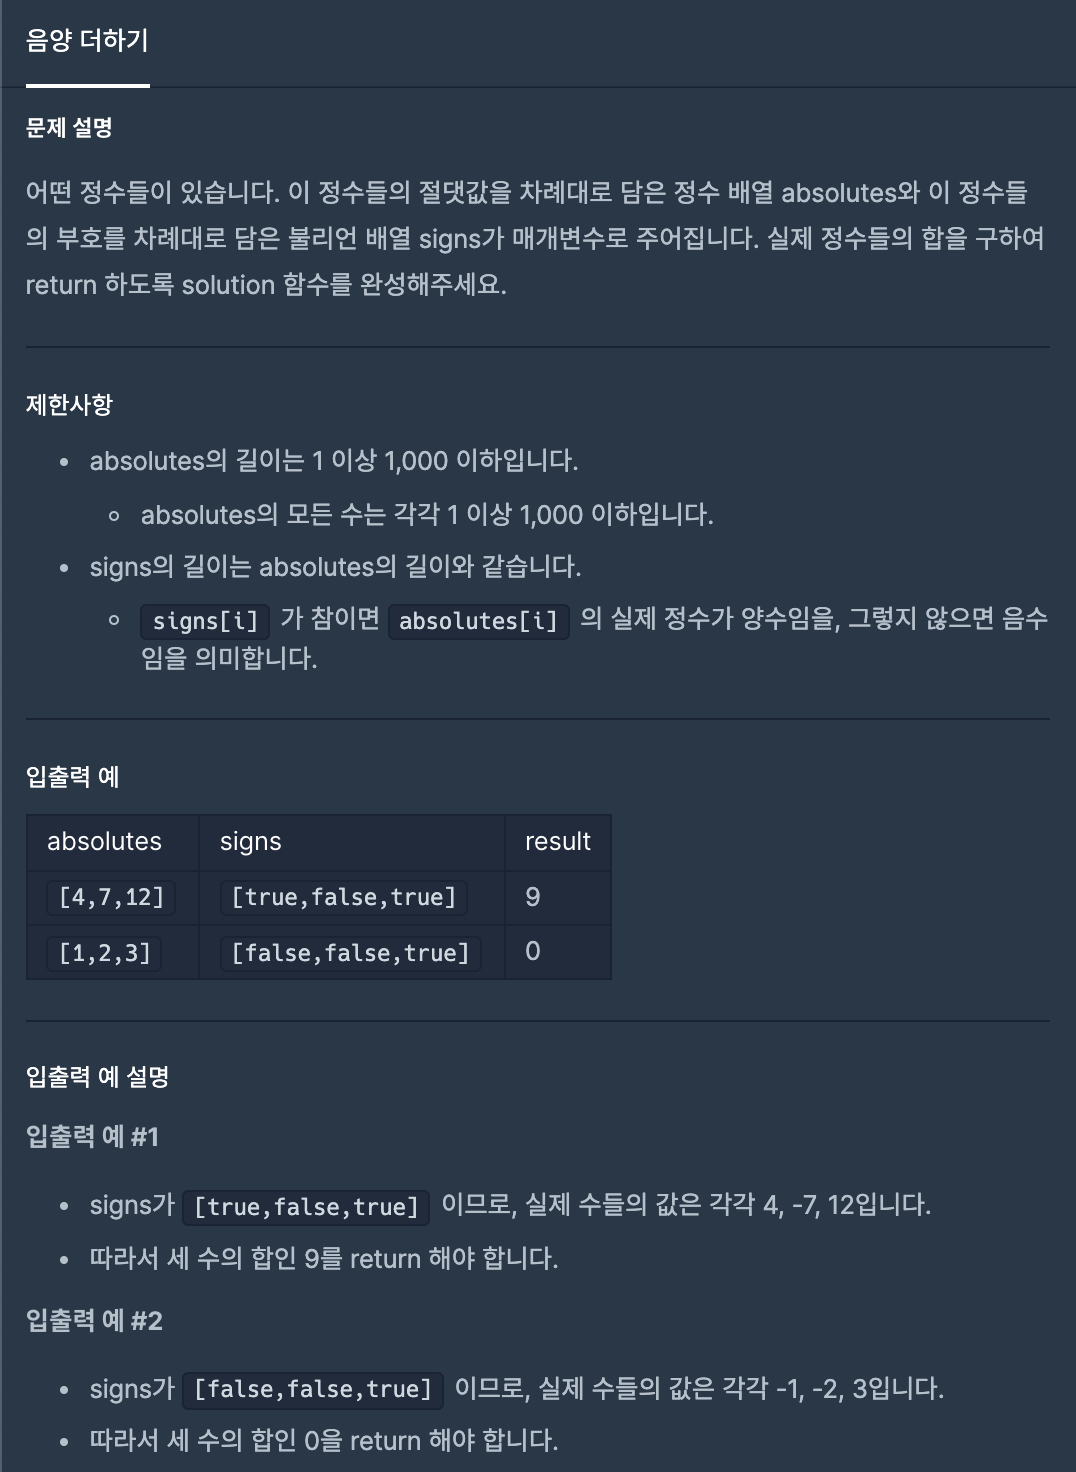 음양 더하기
문제 설명
어떤 정수들이 있습니다. 이 정수들의 절댓값을 차례대로 담은 정수 배열 absolutes와 이 정수들
의 부호를 차례대로 담은 불리언 배열 signs가 매개변수로 주어집니다. 실제 정수들의 합을 구하여
return 하도록 solution 함수를 완성해주세요.
제한사항
• absolutes의 길이는 1 이상 1,000 이하입니다.
◦ absolutes의 모든 수는 각각 1 이상 1,000 이하입니다.
• signs의 길이는 absolutes의 길이와 같습니다.
◦ signs[i] 가 참이면 absolutes[i] 의 실제 정수가 양수임을, 그렇지 않으면 음수
임을 의미합니다.
입출력 예
absolutes signs result
[4,7,12] [true,false,true] 9
[1,2,3] [false,false,true] 0
입출력 예 설명
입출력 예 #1
• signs가 [true,false,true] 이므로, 실제 수들의 값은 각각 4, -7, 12입니다.
• 따라서 세 수의 합인 9를 return 해야 합니다.
입출력 예 #2
• signs가 [false,false,true] 이므로, 실제 수들의 값은 각각 -1, -2, 3입니다.
• 따라서 세 수의 합인 0을 return 해야 합니다.